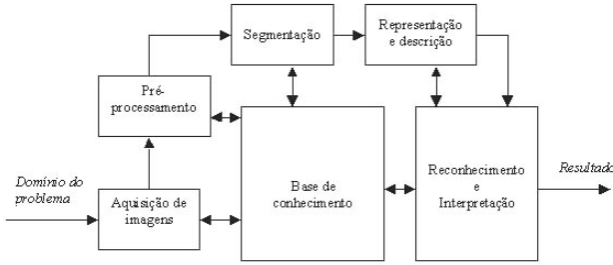 Segmentação
Representação
e descrição
Pré-
processamento
Domínio do
problema
Aquisição de
imagens
Base de
conhecimento
Reconhecimento
e
Interpretação
Resultado